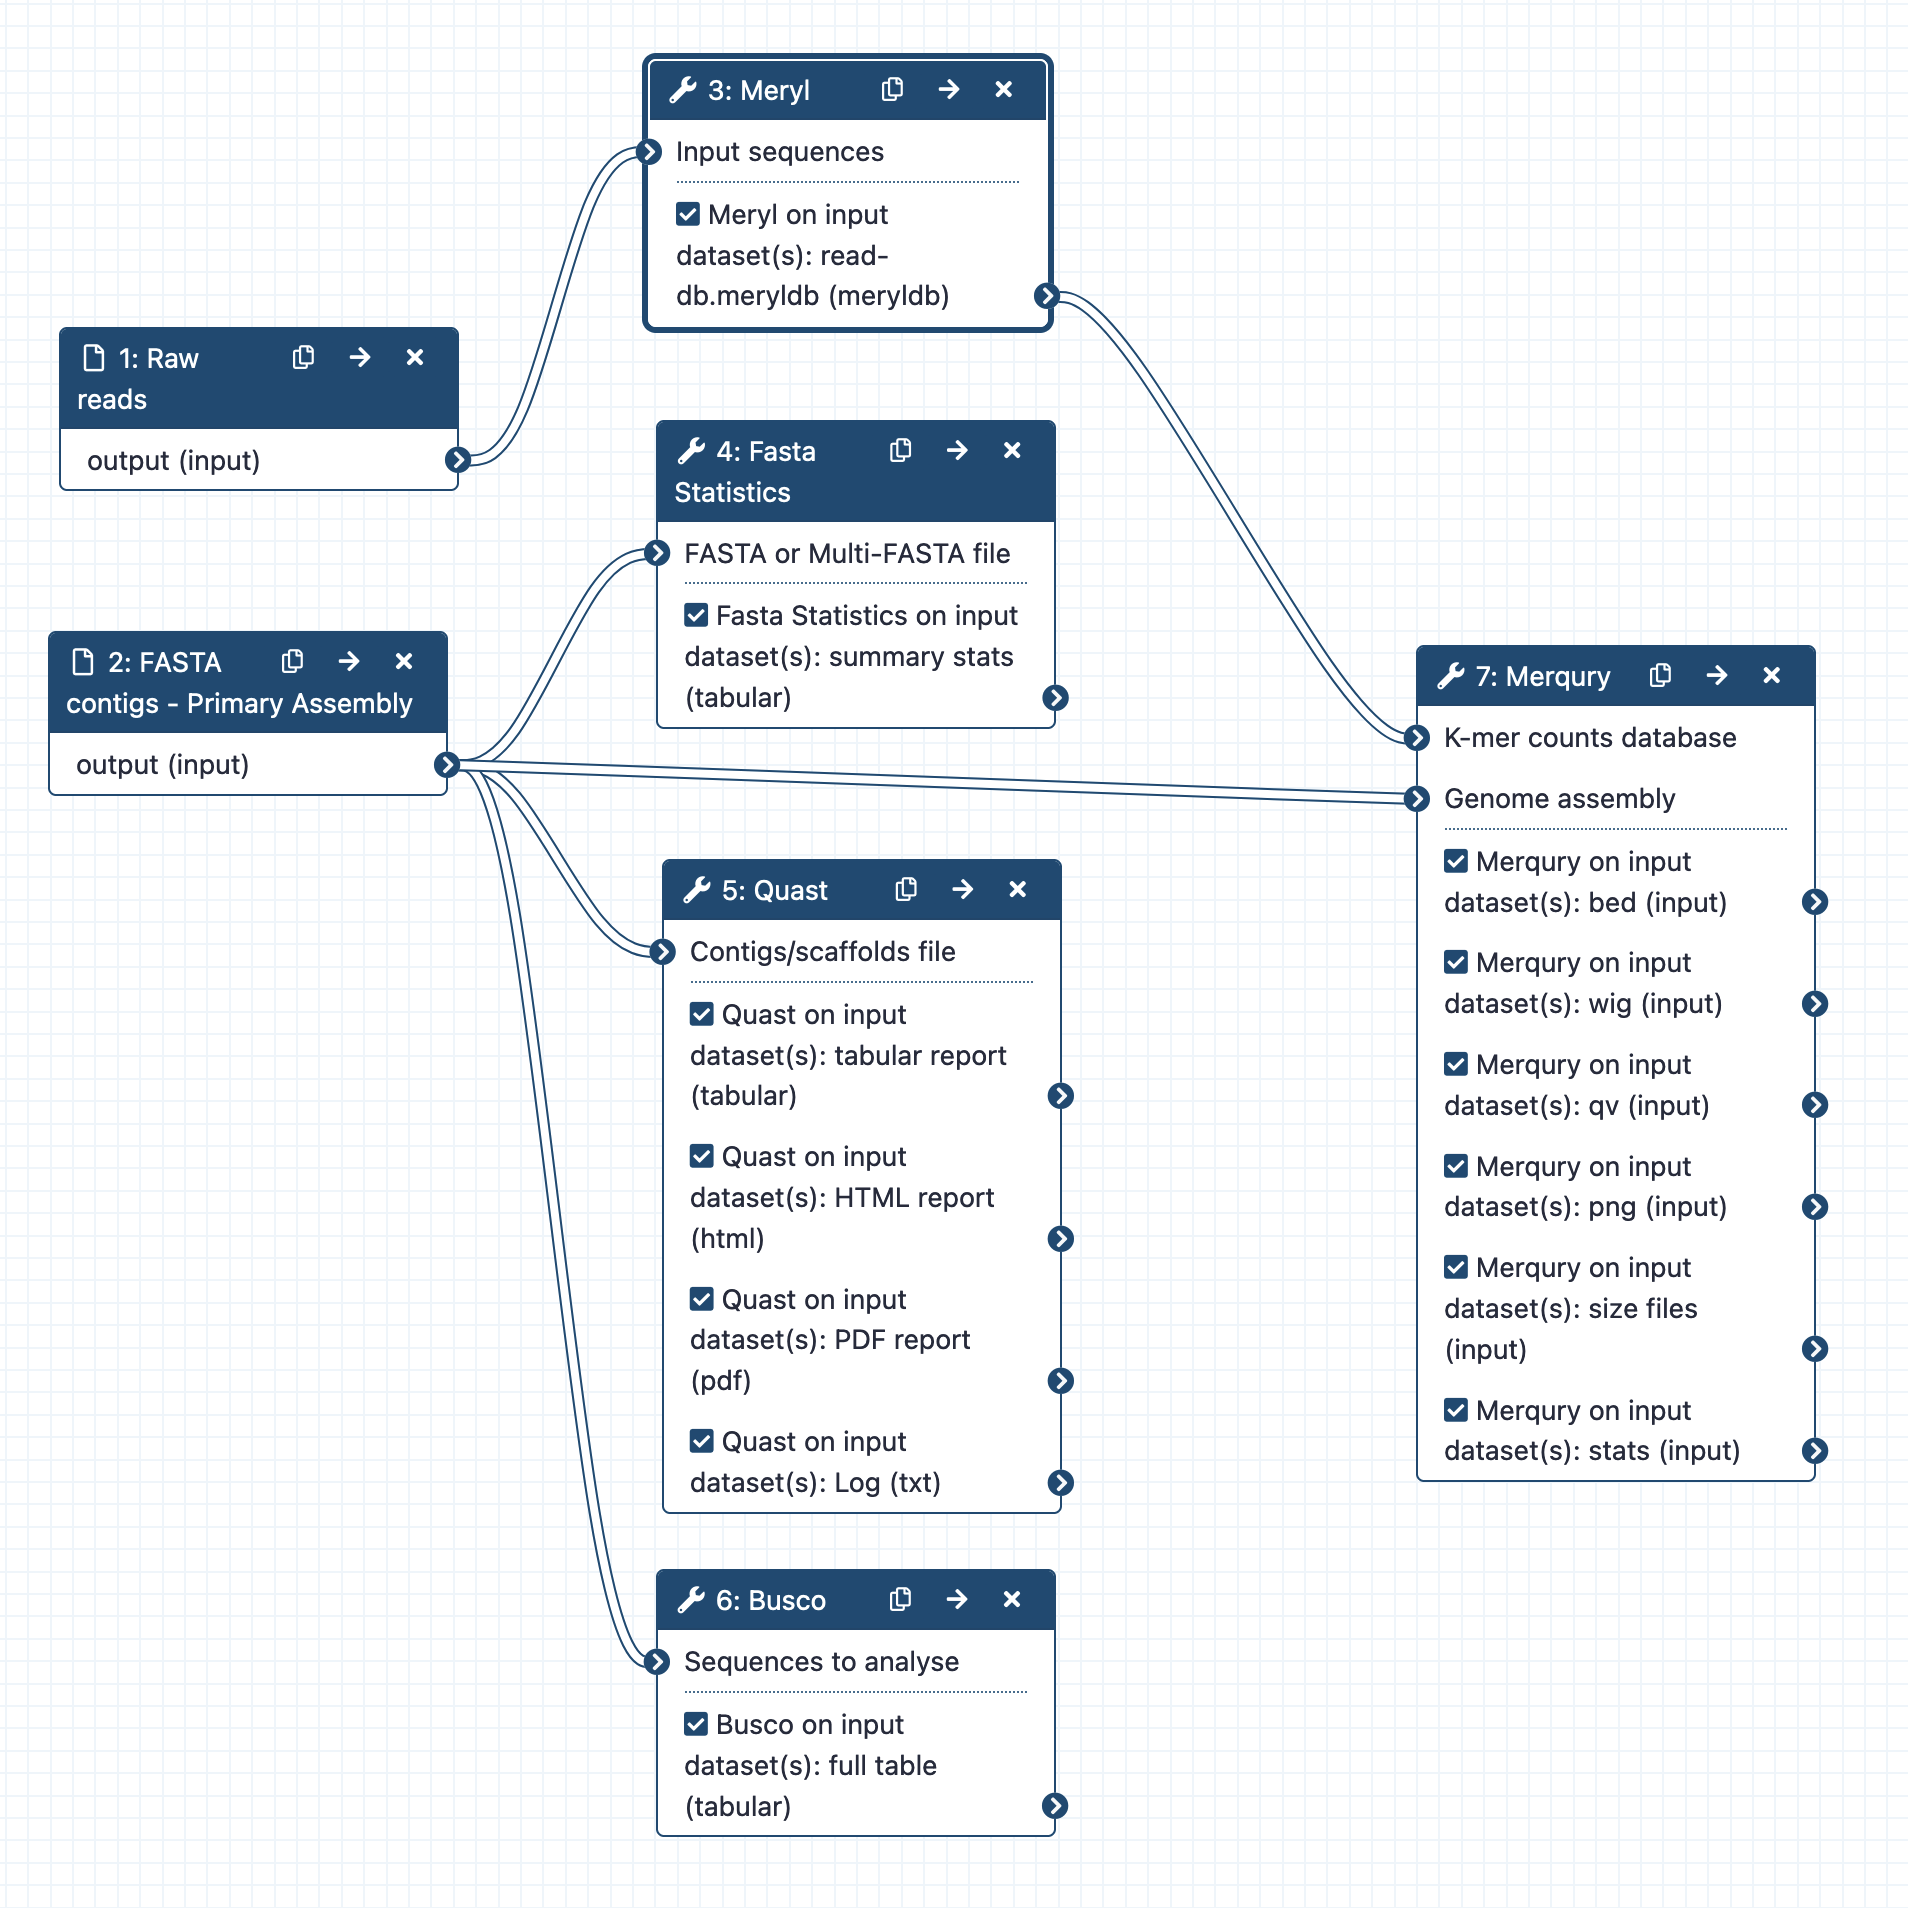 3: Meryl
Input sequences
Meryl on input
dataset(s): read-
db.meryldb (meryldb)
1: Raw
reads
output (input)
4: Fasta
Statistics
FASTA or Multi-FASTA file
Fasta Statistics on input
dataset(s): summary stats
(tabular)
2: FASTA
contigs - Primary Assembly
output (input)
7: Merqury
K-mer counts database
Genome assembly
Merqury on input
dataset(s): bed (input)
Merqury on input
dataset(s): wig (input)
Merqury on input
dataset(s): qv (input)
Merqury on input
dataset(s): png (input)
Merqury on input
dataset(s): size files
(input)
Merqury on input
dataset(s): stats (input)
5: Quast
Contigs/scaffolds file
Quast on input
dataset(s): tabular report
(tabular)
Quast on input
dataset(s): HTML report
(html)
Quast on input
dataset(s): PDF report
(pdf)
Quast on input
dataset(s): Log (txt)
6: Busco
Sequences to analyse
Busco on input
dataset(s): full table
(tabular)